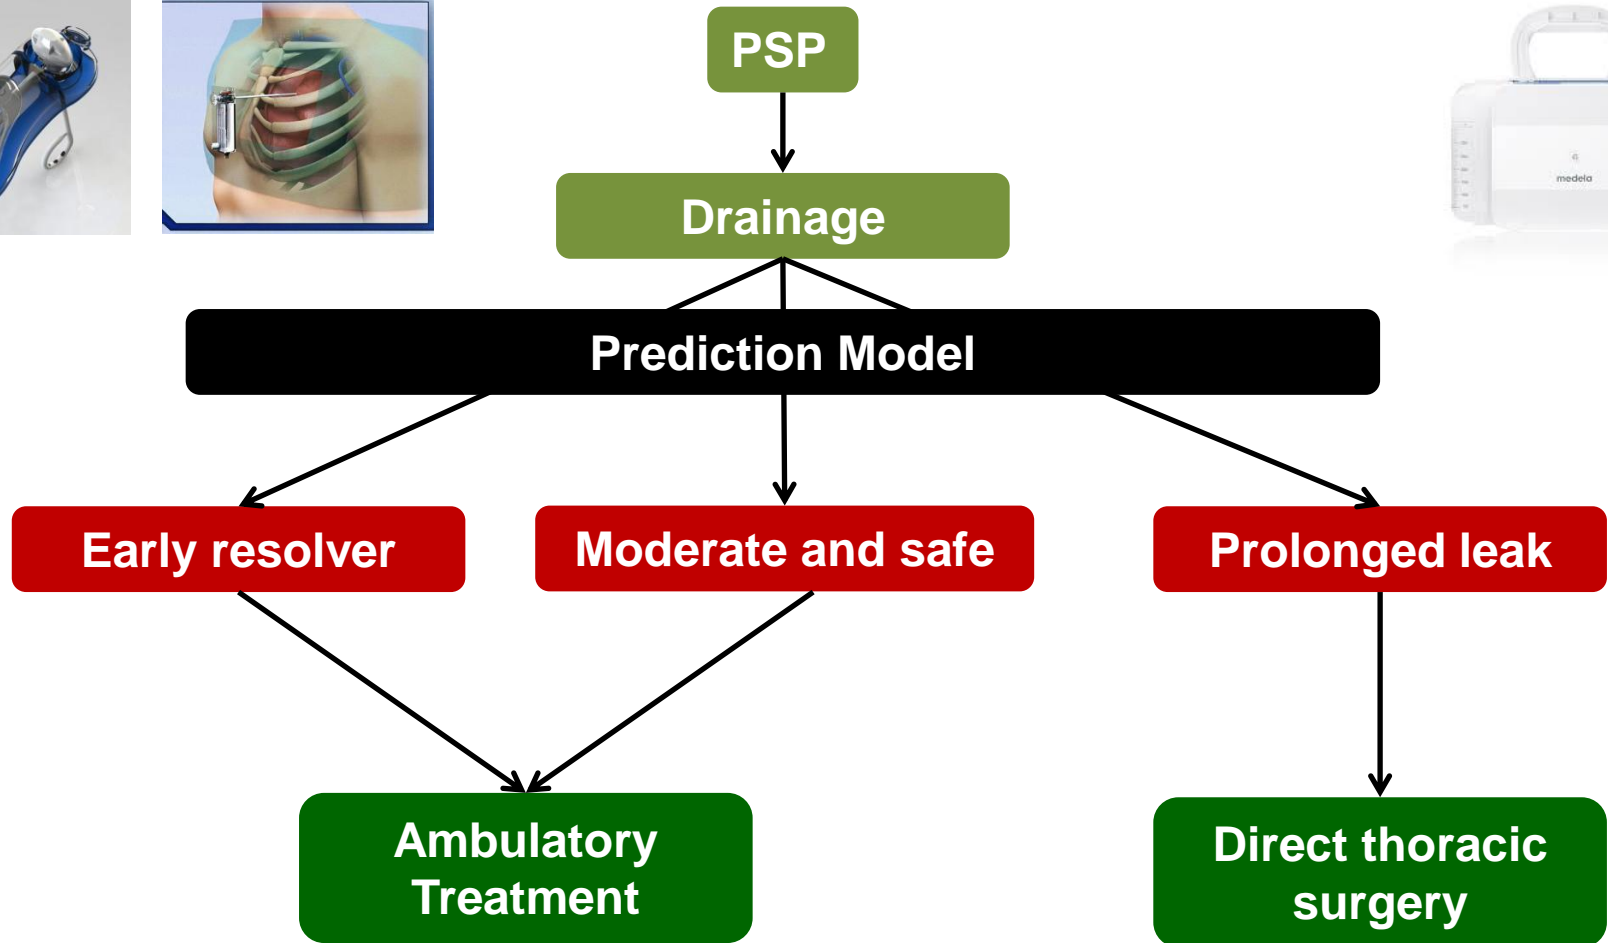 PSP
Drainage
medela
Prediction Model
Early resolver
Moderate and safe
Prolonged leak
Ambulatory
Treatment
Direct thoracic
surgery